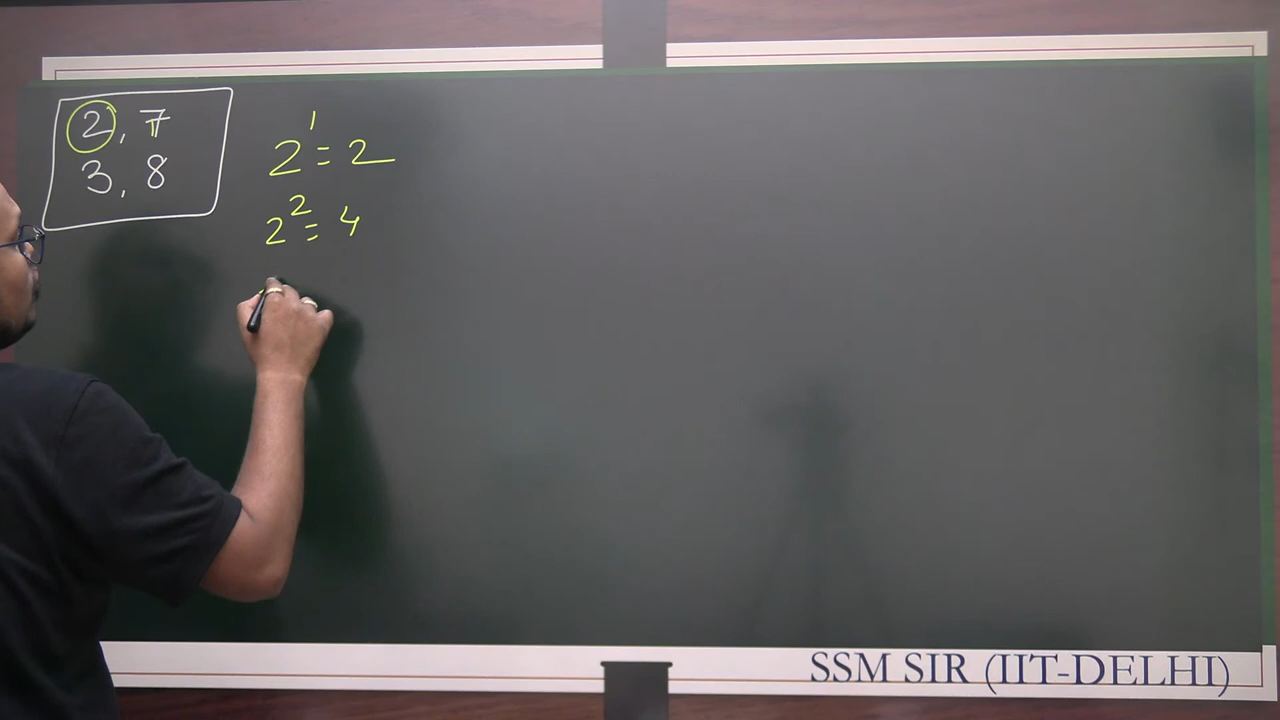 2, 7
3, 8
2¹ = 2
2² = 4
SSM SIR (IIT-DELHI)